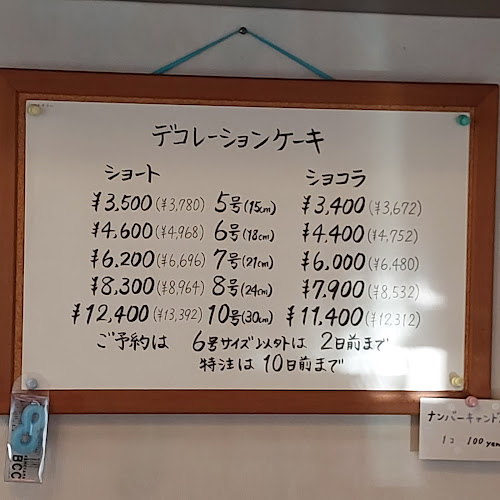 デコレーションケーキ
ショート ショコラ
¥3,500(¥3,780) 5号(15cm) ¥3,400(¥3,672)
¥4,600(¥4,968) 6号(18cm) ¥4,400(¥4,752)
¥6,200(¥6,696) 7号(21cm) ¥6,000(¥6,480)
¥8,300(¥8,964) 8号(24cm) ¥7,900(¥8,532)
¥12,400(¥13,392) 10号(30cm) ¥11,400(¥12,312)
ご予約は 6号サイズ以外は 2日前まで
特注は 10日前まで
ナンバーキャンド
1コ 100yen
BCC